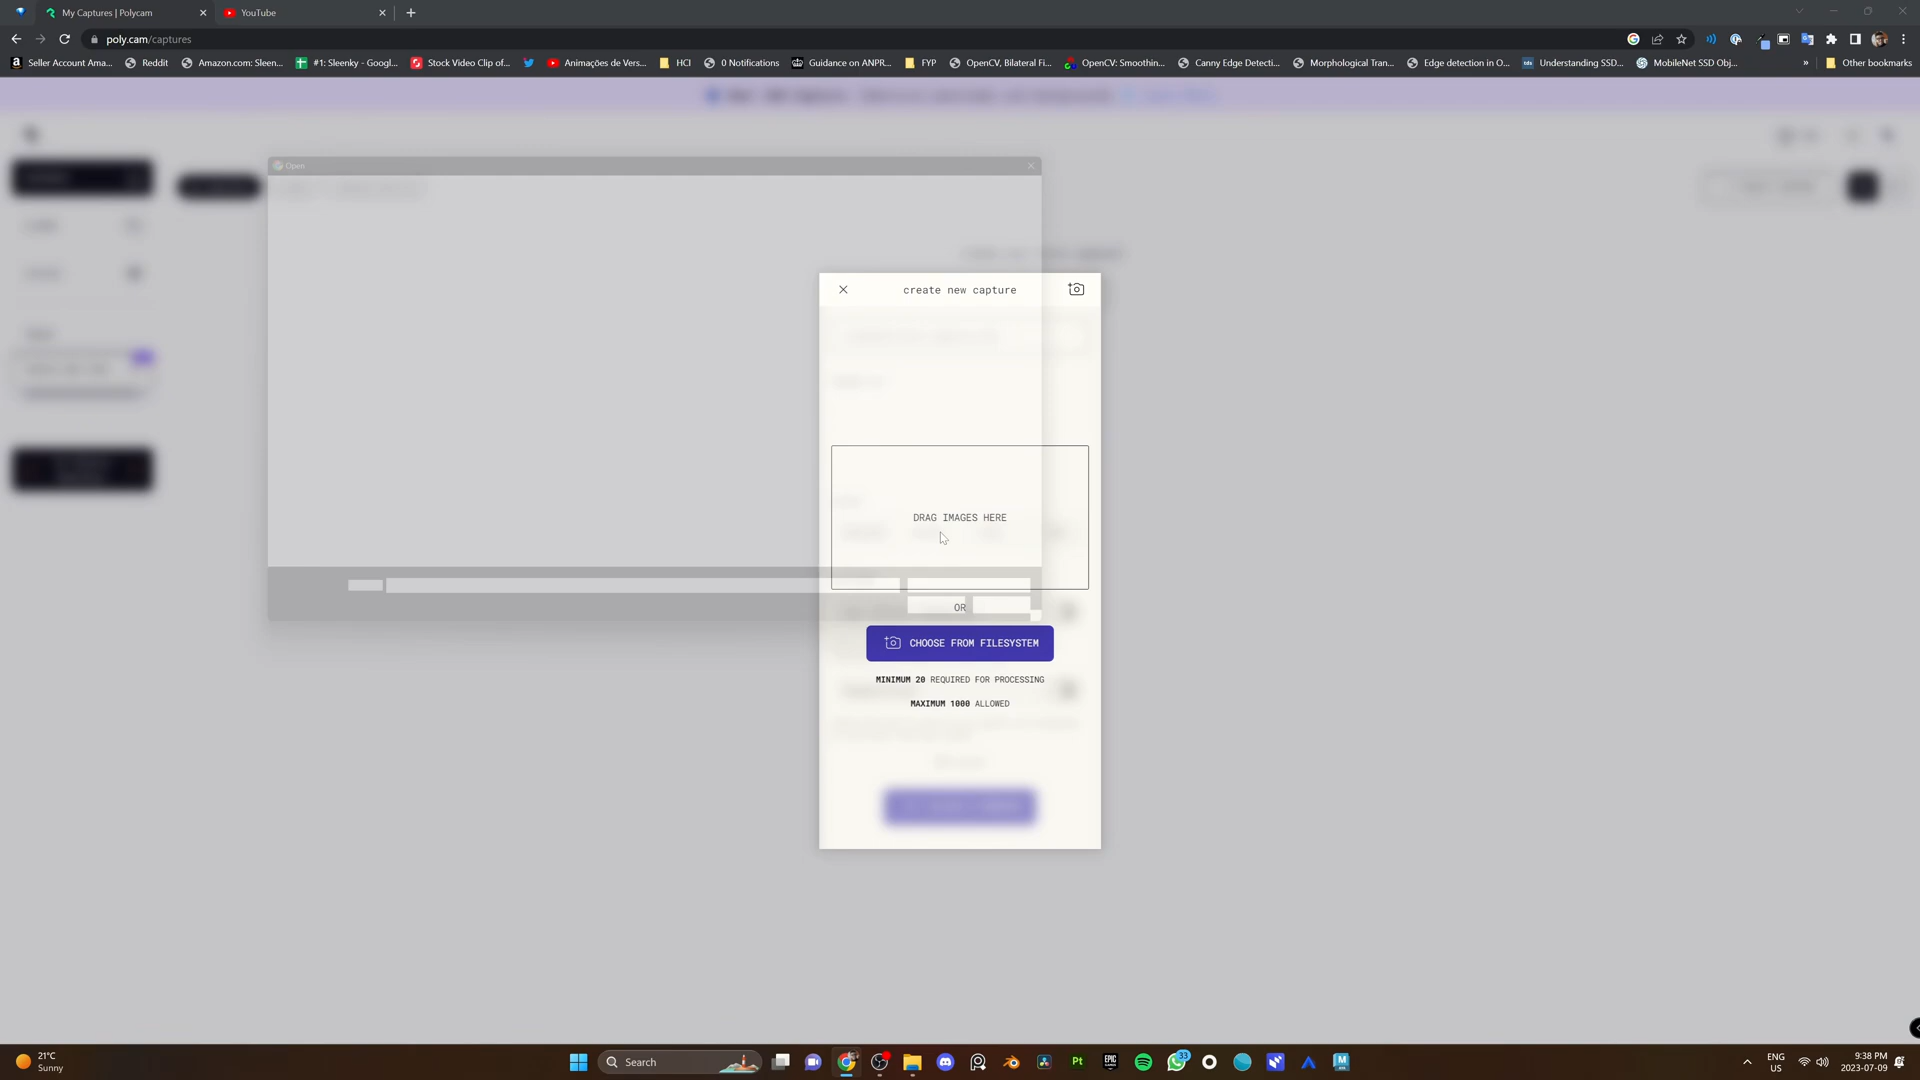 My Captures | Polycam
YouTube
poly.cam/captures
Seller Account Ama...
Reddit
Amazon.com: Sleen...
#1: Sleenky - Googl...
Stock Video Clip of...
Animações de Vers...
HCI
0 Notifications
Guidance on ANPR...
FYP
OpenCV, Bilateral Fi...
OpenCV: Smoothin...
Canny Edge Detecti...
Morphological Tran...
Edge detection in O...
Understanding SSD...
MobileNet SSD Obj...
»
Other bookmarks
Open
create new capture
DRAG IMAGES HERE
OR
CHOOSE FROM FILESYSTEM
MINIMUM 20 REQUIRED FOR PROCESSING
MAXIMUM 1000 ALLOWED
21°C
Sunny
Search
Pt
EPIC
33
M
ENG
US
9:38 PM
2023-07-09